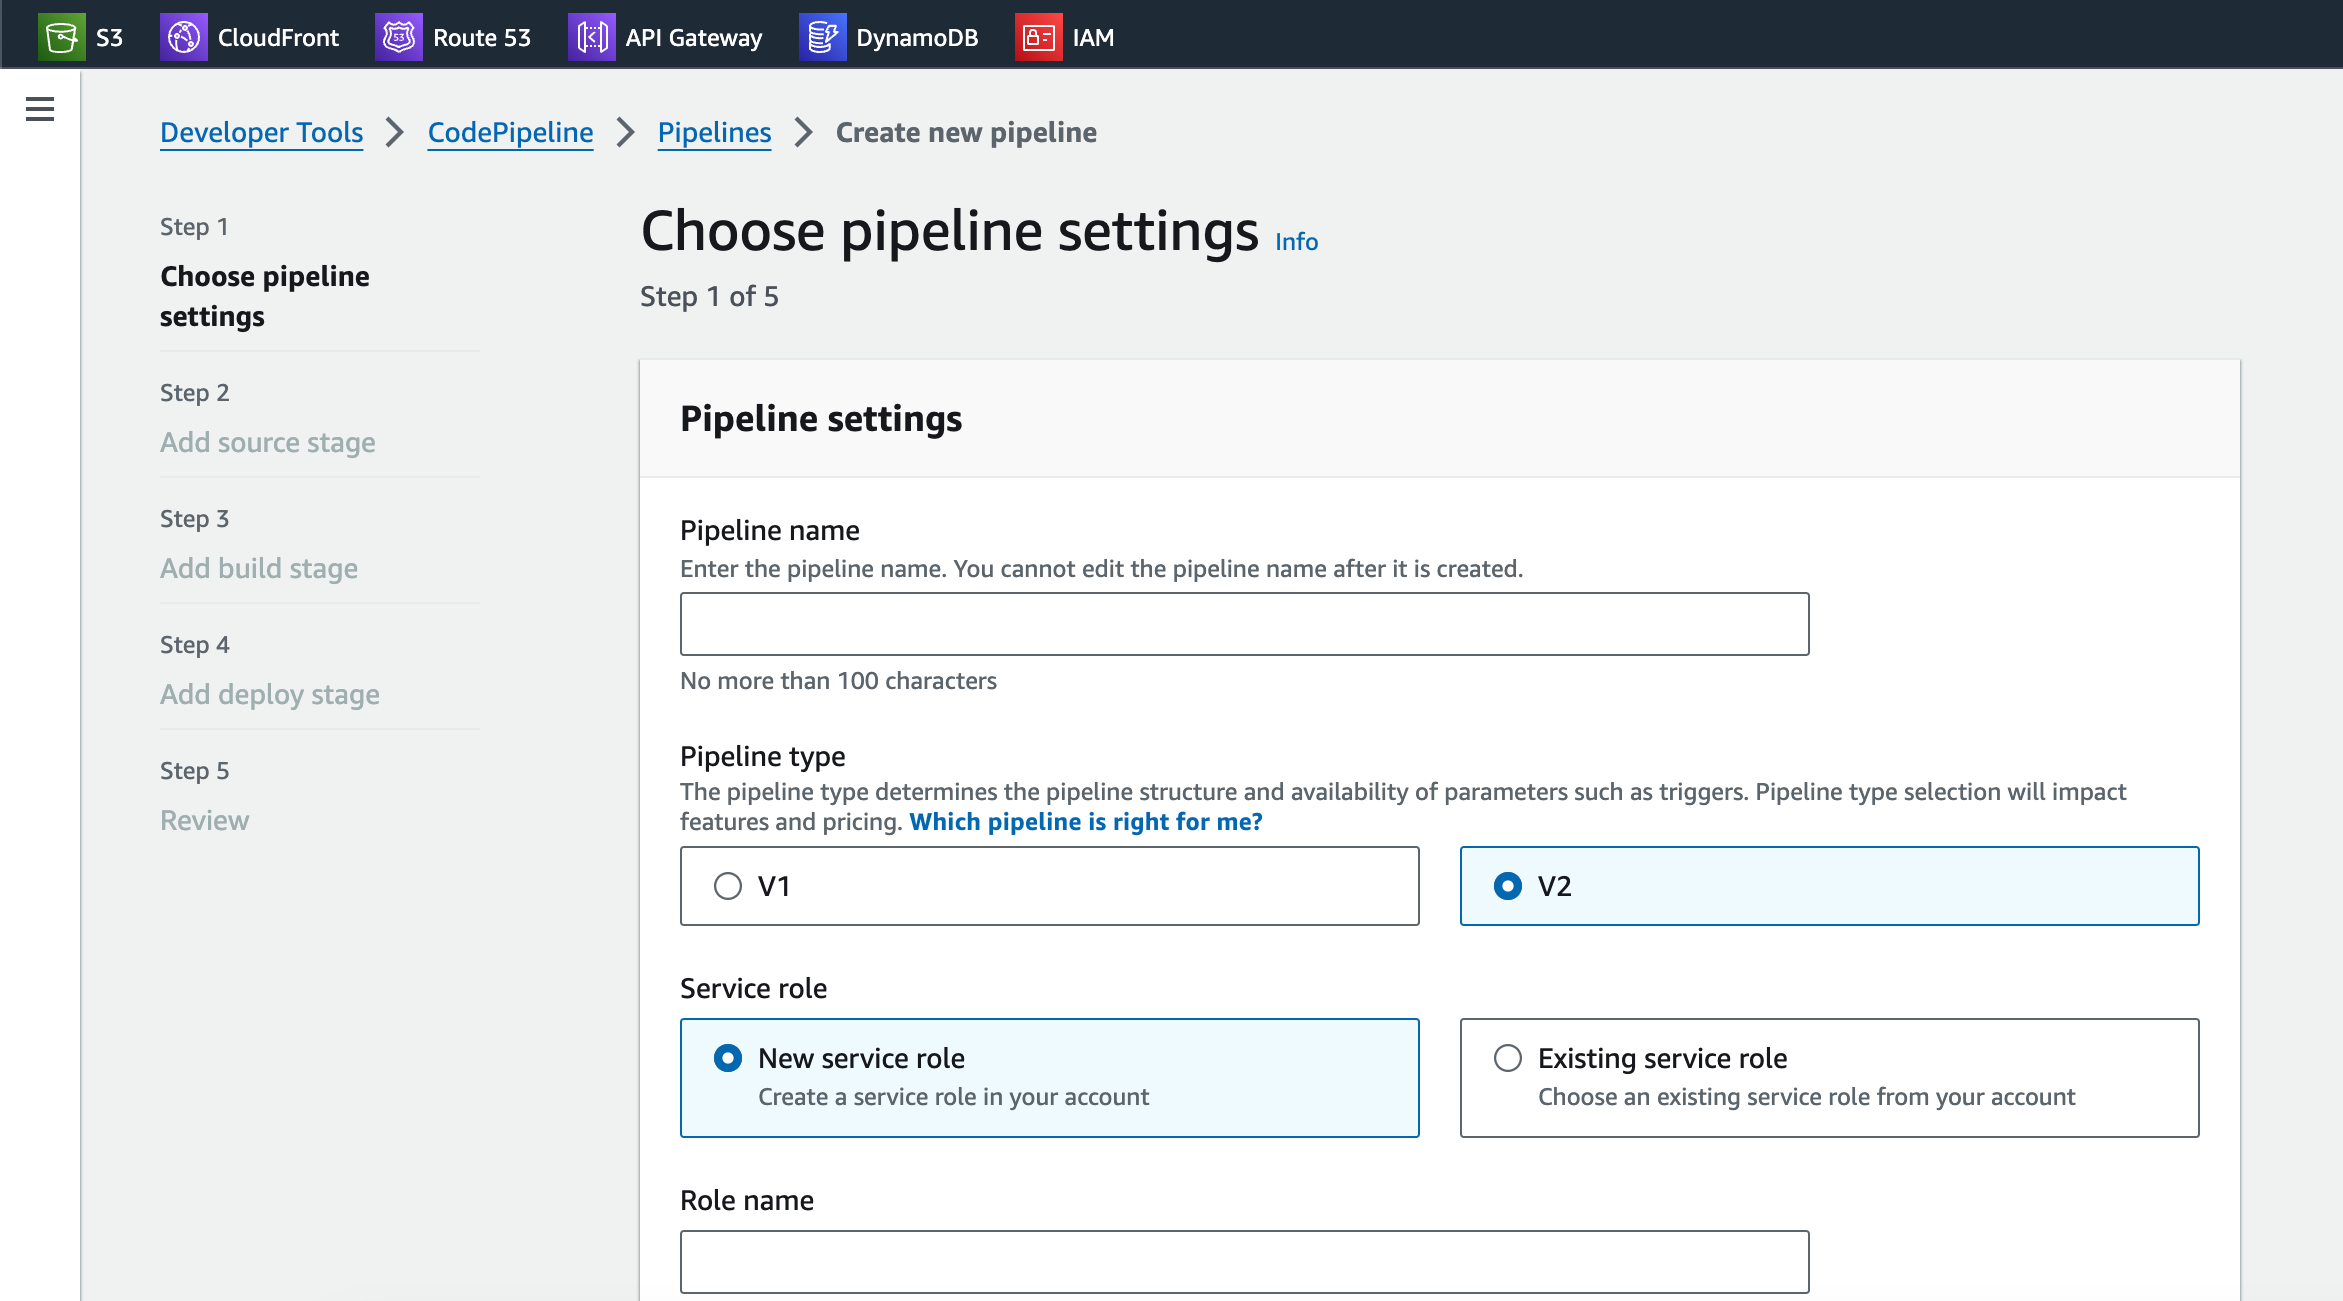 S3 CloudFront Route 53 API Gateway DynamoDB IAM
Developer Tools CodePipeline Pipelines Create new pipeline
Step 1
Choose pipeline
settings
Step 2
Add source stage
Step 3
Add build stage
Step 4
Add deploy stage
Step 5
Review
Choose pipeline settings Info
Step 1 of 5
Pipeline settings
Pipeline name
Enter the pipeline name. You cannot edit the pipeline name after it is created.
No more than 100 characters
Pipeline type
The pipeline type determines the pipeline structure and availability of parameters such as triggers. Pipeline type selection will impact
features and pricing. Which pipeline is right for me?
V1
V2
Service role
New service role
Create a service role in your account
Existing service role
Choose an existing service role from your account
Role name